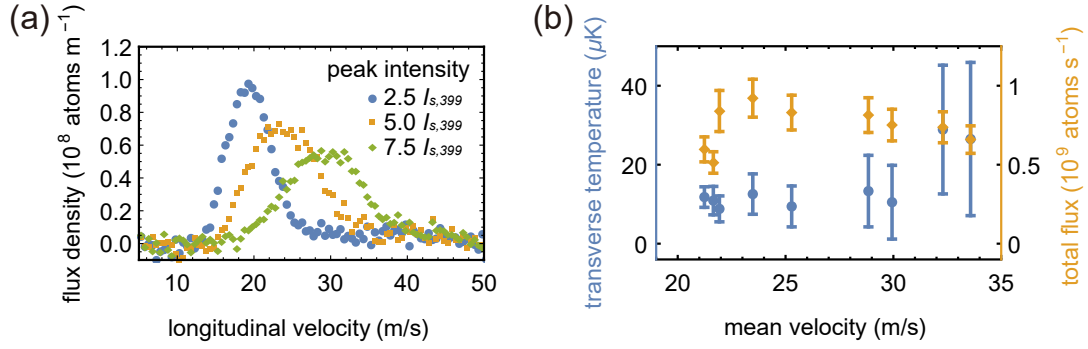 (a)
flux density (10⁸ atoms m⁻¹)
1.2
1.0
0.8
0.6
0.4
0.2
0.0
peak intensity
2.5 I_s,399
5.0 I_s,399
7.5 I_s,399
10 20 30 40 50
longitudinal velocity (m/s)
(b)
transverse temperature (μK)
40
20
0
20 25 30 35
mean velocity (m/s)
1
0.5
0
total flux (10⁹ atoms s⁻¹)